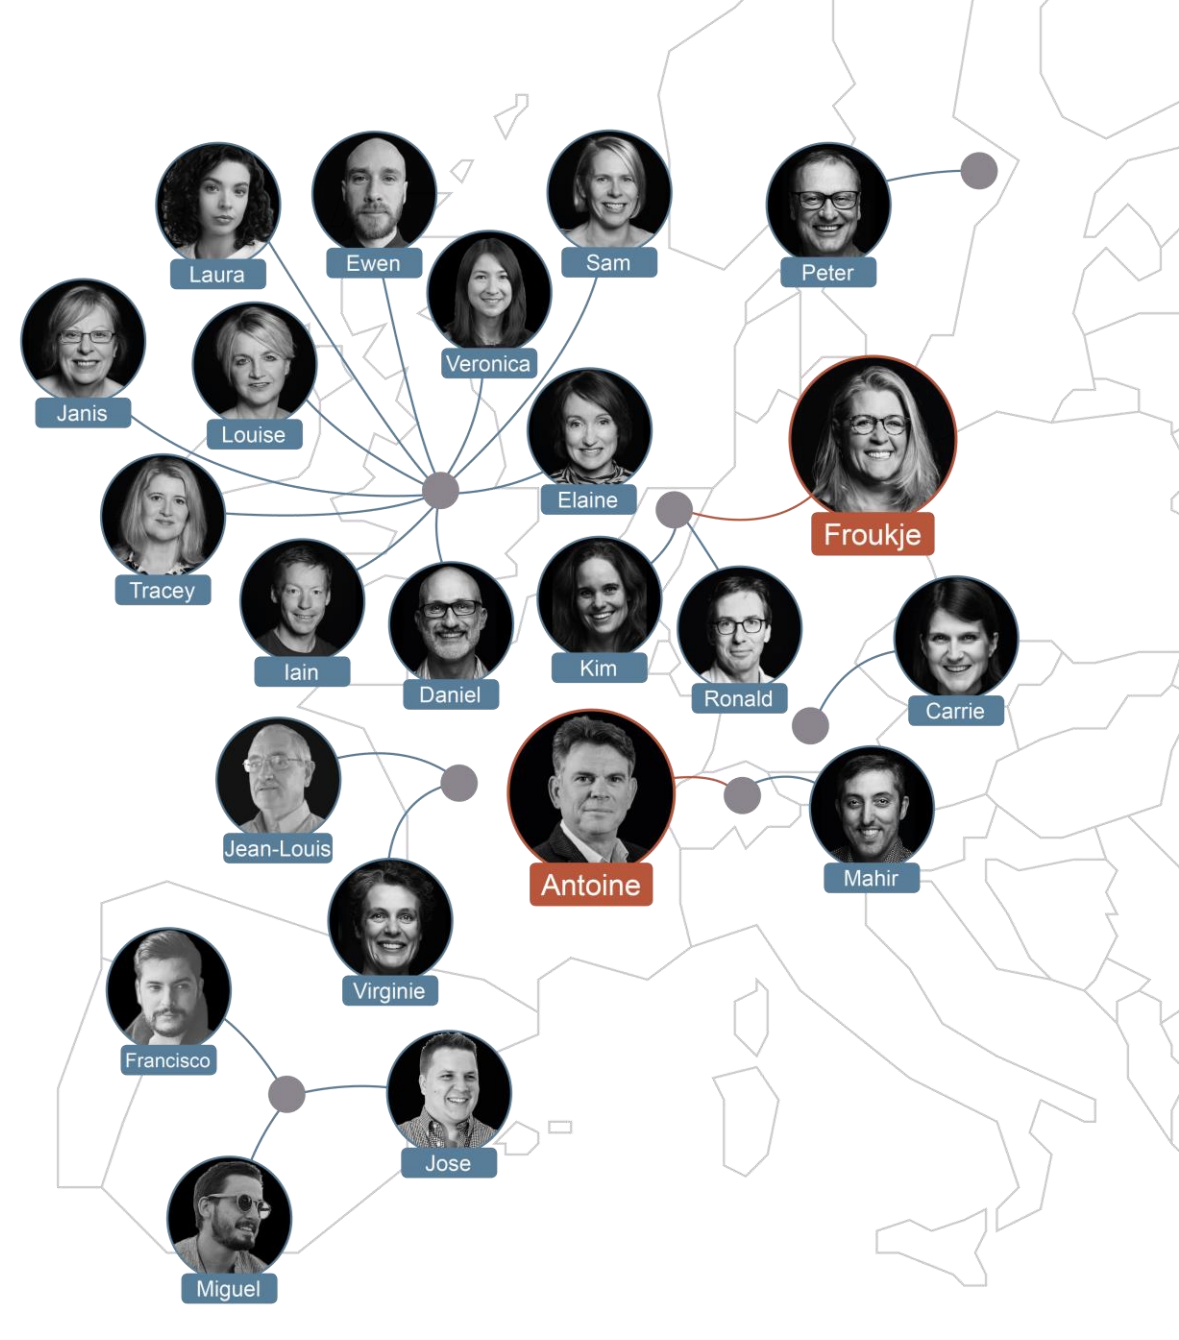 Laura
Ewen
Sam
Peter
Veronica
Janis
Louise
Elaine
Froukje
Tracey
Iain
Daniel
Kim
Ronald
Carrie
Jean-Louis
Antoine
Mahir
Virginie
Francisco
Jose
Miguel